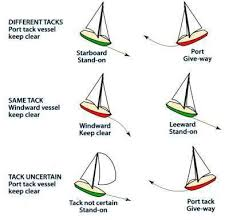 DIFFERENT TACKS
Port tack vessel
keep clear
Starboard
Stand-on
Port
Give-way
SAME TACK
Windward vessel
keep clear
Windward
Keep clear
Leeward
Stand-on
TACK UNCERTAIN
Port tack vessel
keep clear
Tack not certain
Stand-on
Port tack
Give-way